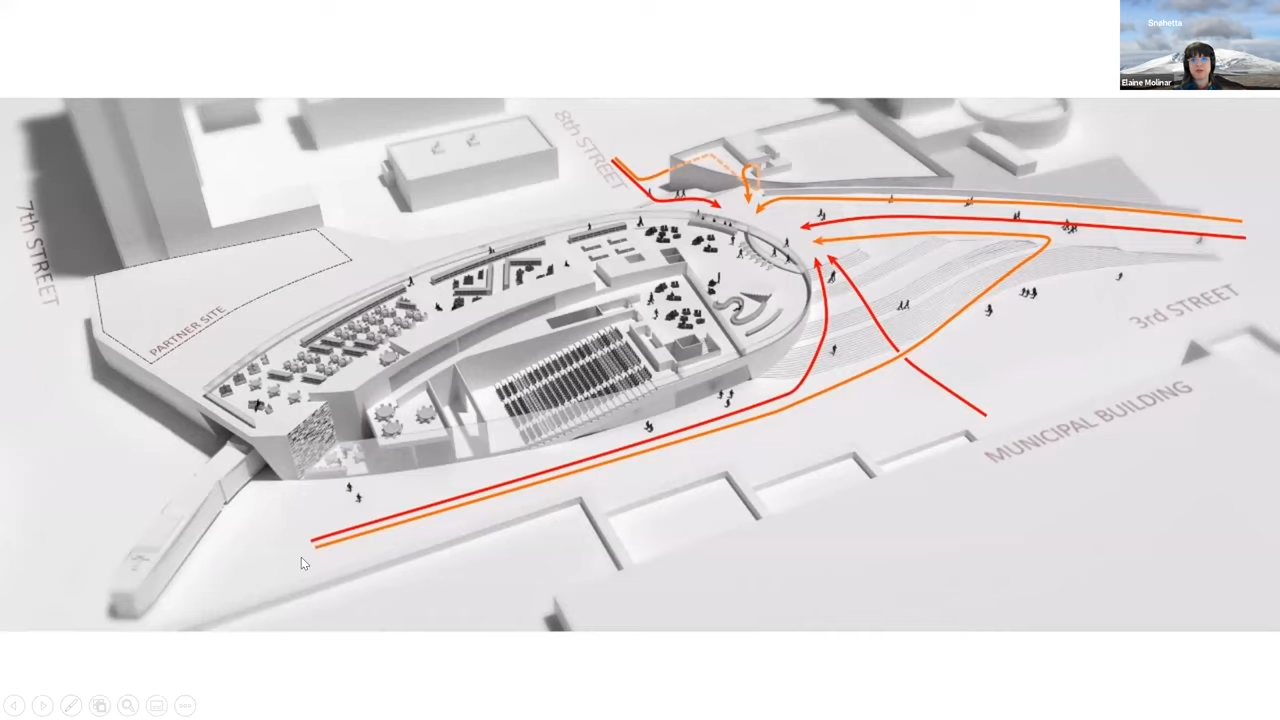 Snøhetta
Elaine Molinar
8th STREET
7th STREET
PARTNER SITE
3rd STREET
MUNICIPAL BUILDING